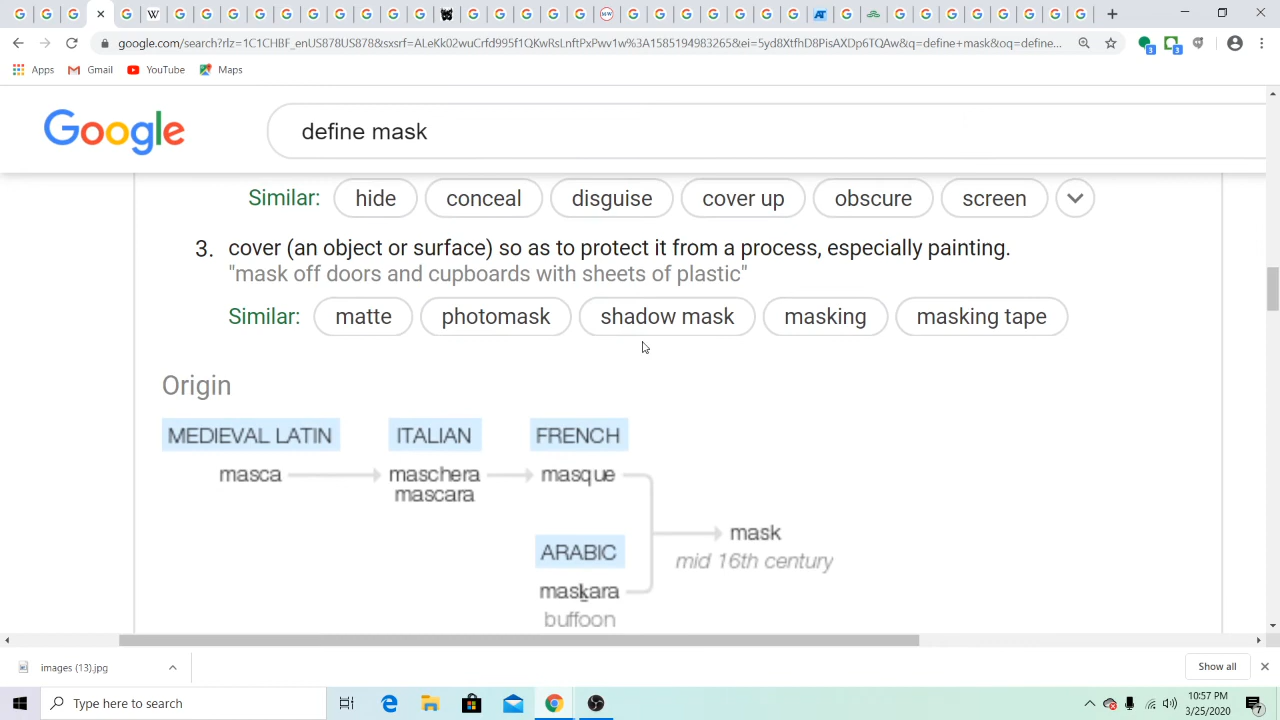 google.com/search?rlz=1C1CHBF_enUS878US878&sxsrf=ALeKk02vvCrfd995f1QKwRsLnftPxPwv1w%3A1585194983265&ei=5yd8XtfhD8PisAXDp6TQAw&q=define+mask&oq=define...
3
3
Apps
Gmail
YouTube
Maps
Google
define mask
Similar: hide conceal disguise cover up obscure screen
3. cover (an object or surface) so as to protect it from a process, especially painting.
"mask off doors and cupboards with sheets of plastic"
Similar: matte photomask shadow mask masking masking tape
Origin
MEDIEVAL LATIN ITALIAN FRENCH
masca maschera masque
mascara
mask
ARABIC mid 16th century
maskara
buffoon
images (13).jpg
Show all
Type here to search
10:57 PM
3/25/2020
7